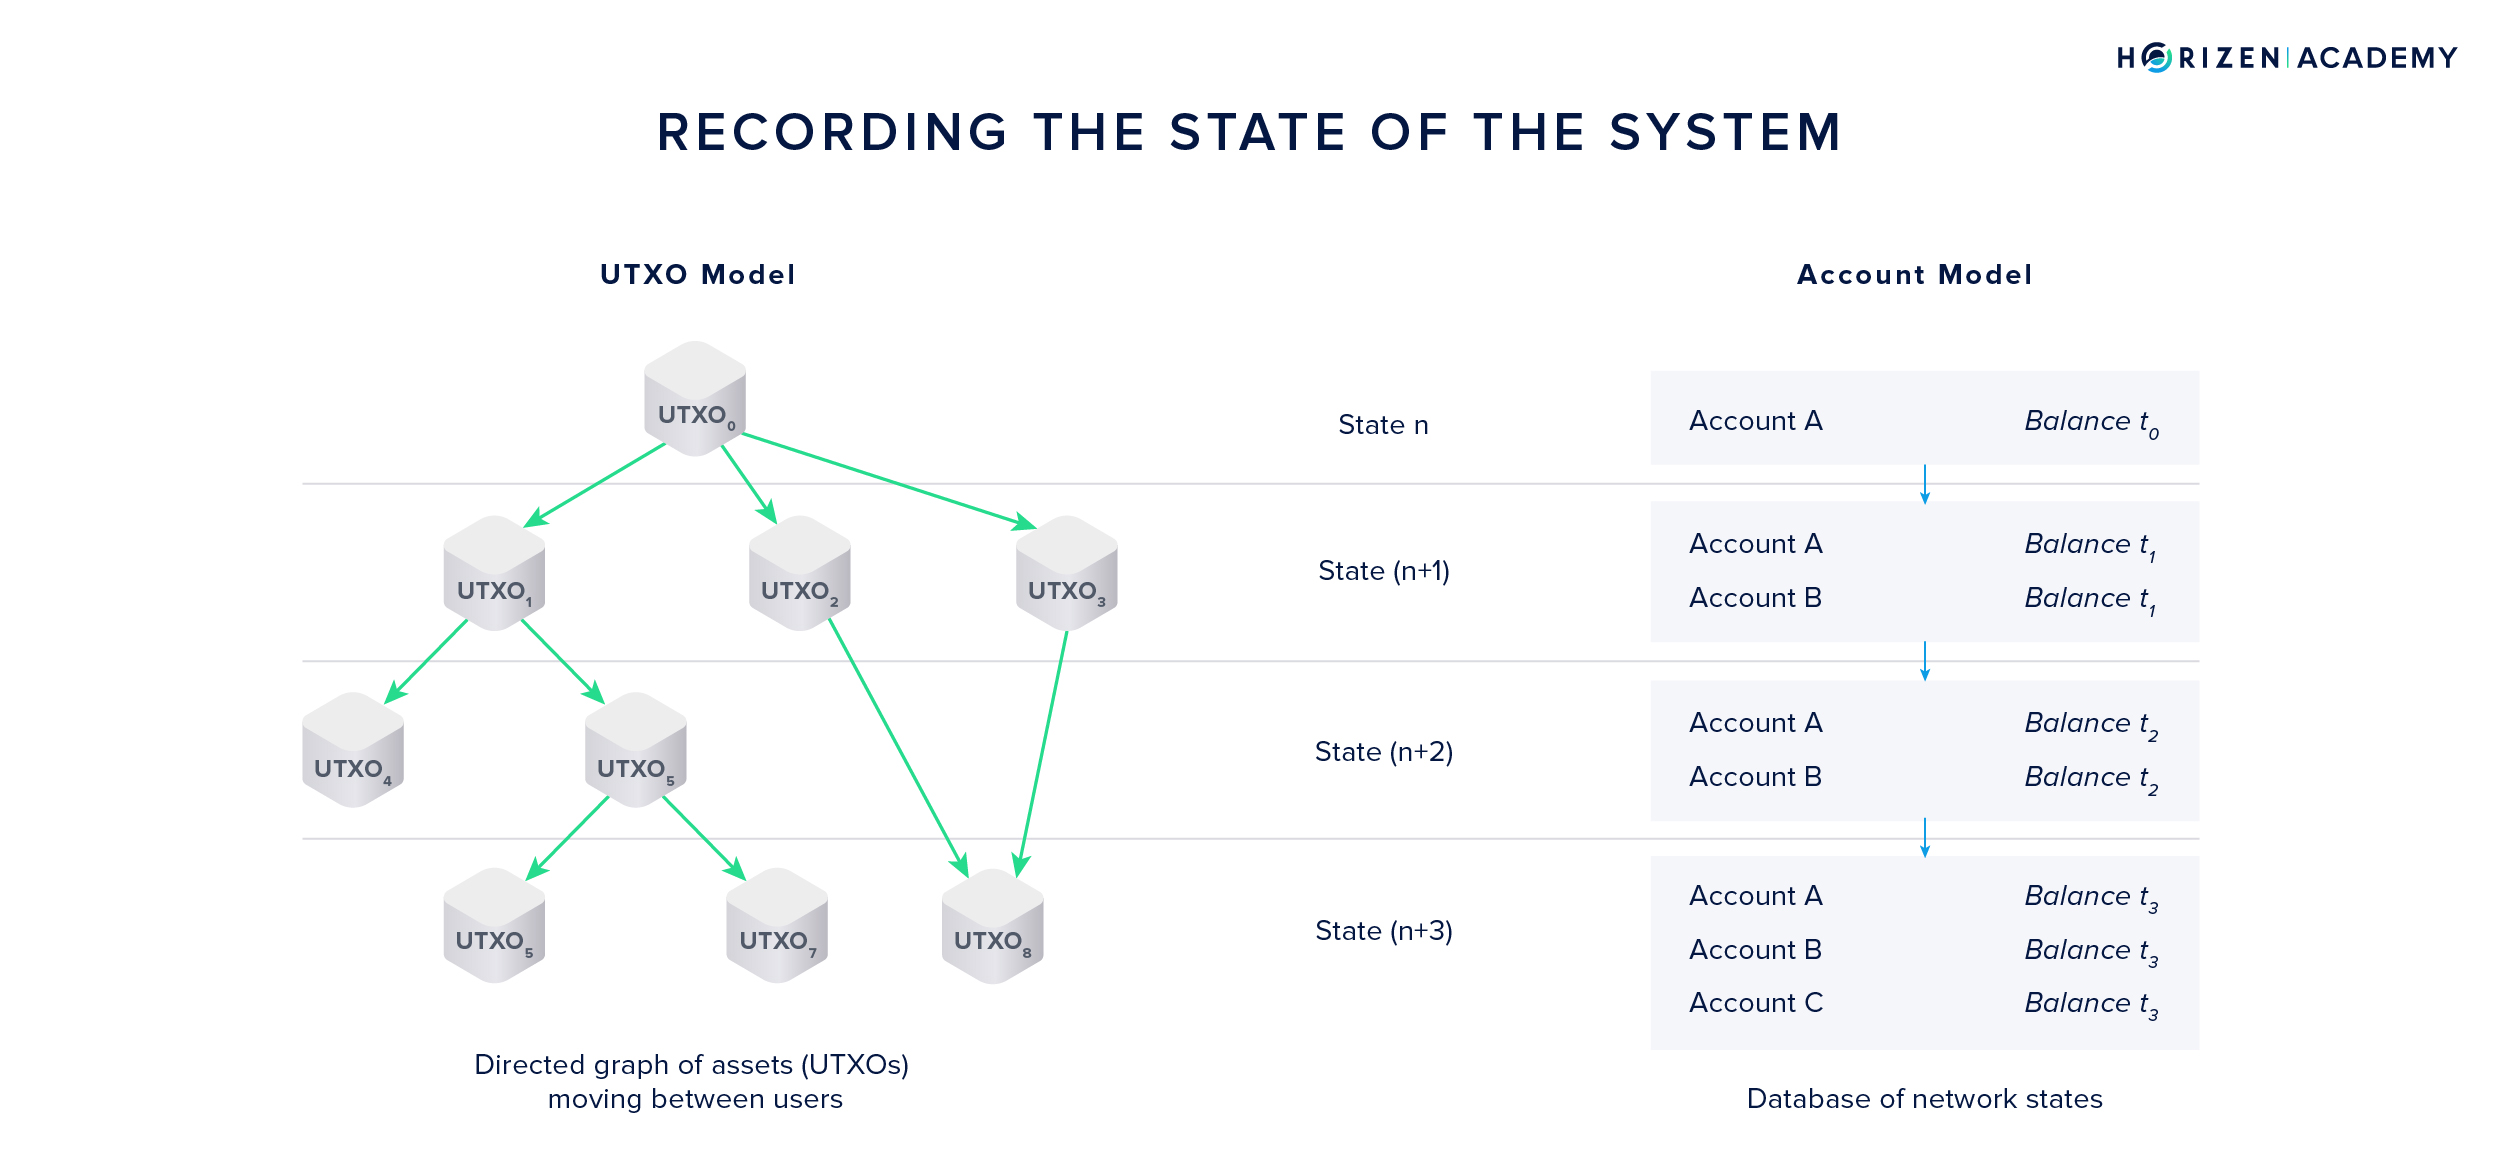 HORIZEN ACADEMY
RECORDING THE STATE OF THE SYSTEM
UTXO Model
Account Model
UTXO0
State n
Account A Balance t0
UTXO1 UTXO2 UTXO3
State (n+1)
Account A Balance t1
Account B Balance t1
UTXO4 UTXO5
State (n+2)
Account A Balance t2
Account B Balance t2
UTXO5 UTXO7 UTXO8
State (n+3)
Account A Balance t3
Account B Balance t3
Account C Balance t3
Directed graph of assets (UTXOs)
moving between users
Database of network states